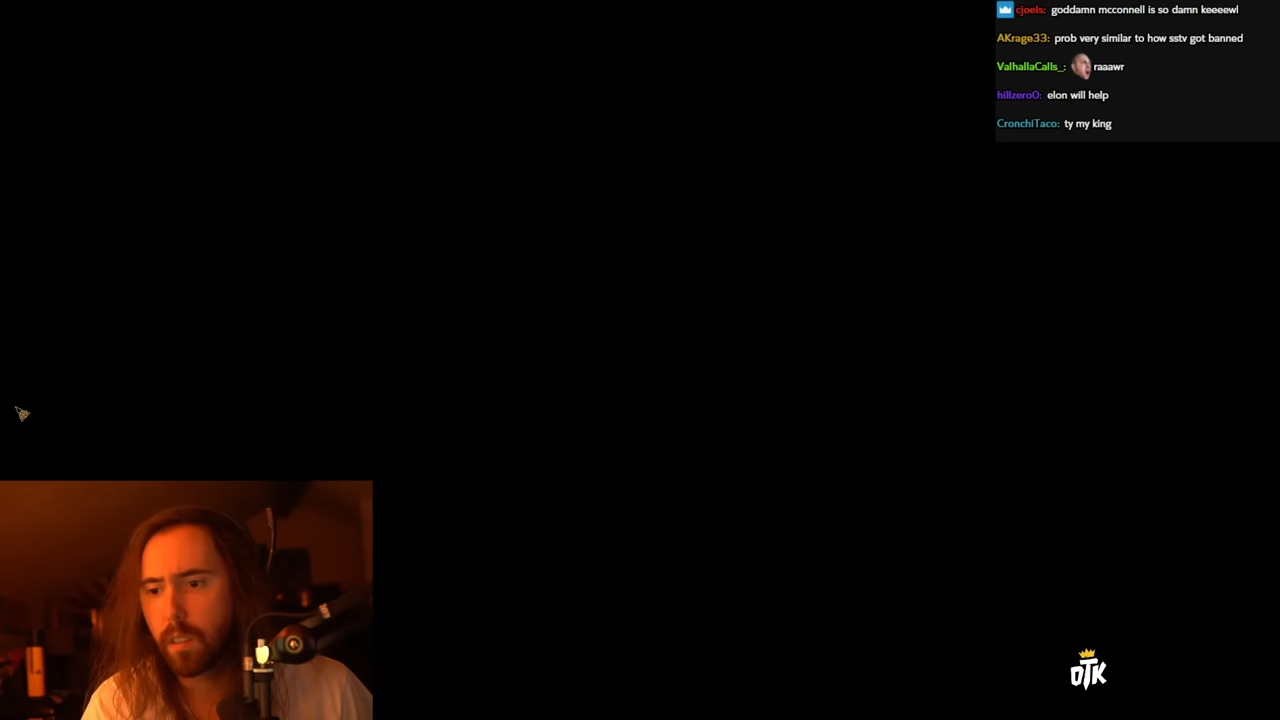 cjoels: goddamn mcconnell is so damn keeeewl
AKrage33: prob very similar to how sstv got banned
ValhallaCalls_: raaawr
hillzero0: elon will help
CronchiTaco: ty my king
OTK